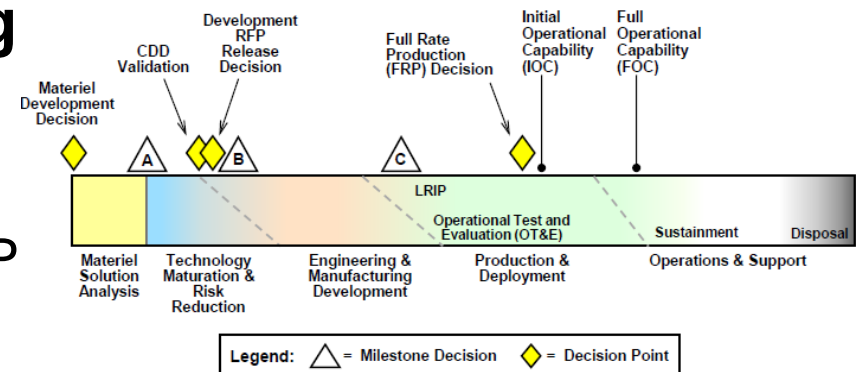 g
Materiel
Development
Decision
CDD
Validation
Development
RFP
Release
Decision
Full Rate
Production
(FRP) Decision
Initial
Operational
Capability
(IOC)
Full
Operational
Capability
(FOC)
A
B
C
LRIP
Operational Test and
Evaluation (OT&E)
Sustainment
Disposal
P
Materiel
Solution
Analysis
Technology
Maturation &
Risk
Reduction
Engineering &
Manufacturing
Development
Production &
Deployment
Operations & Support
Legend: = Milestone Decision = Decision Point